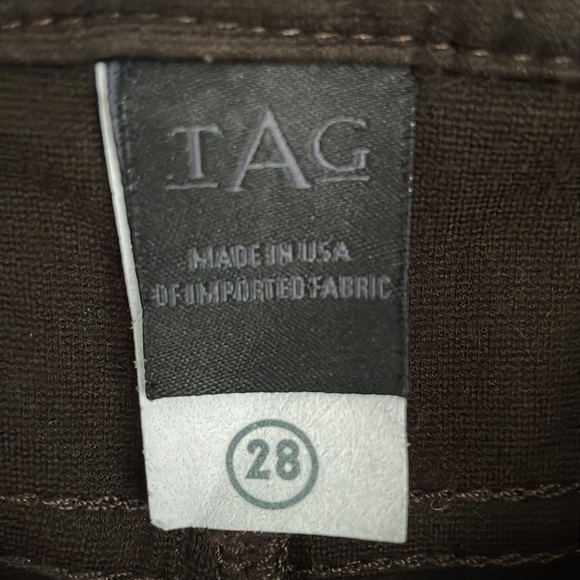 TAG
MADE IN USA
OF IMPORTED FABRIC
28